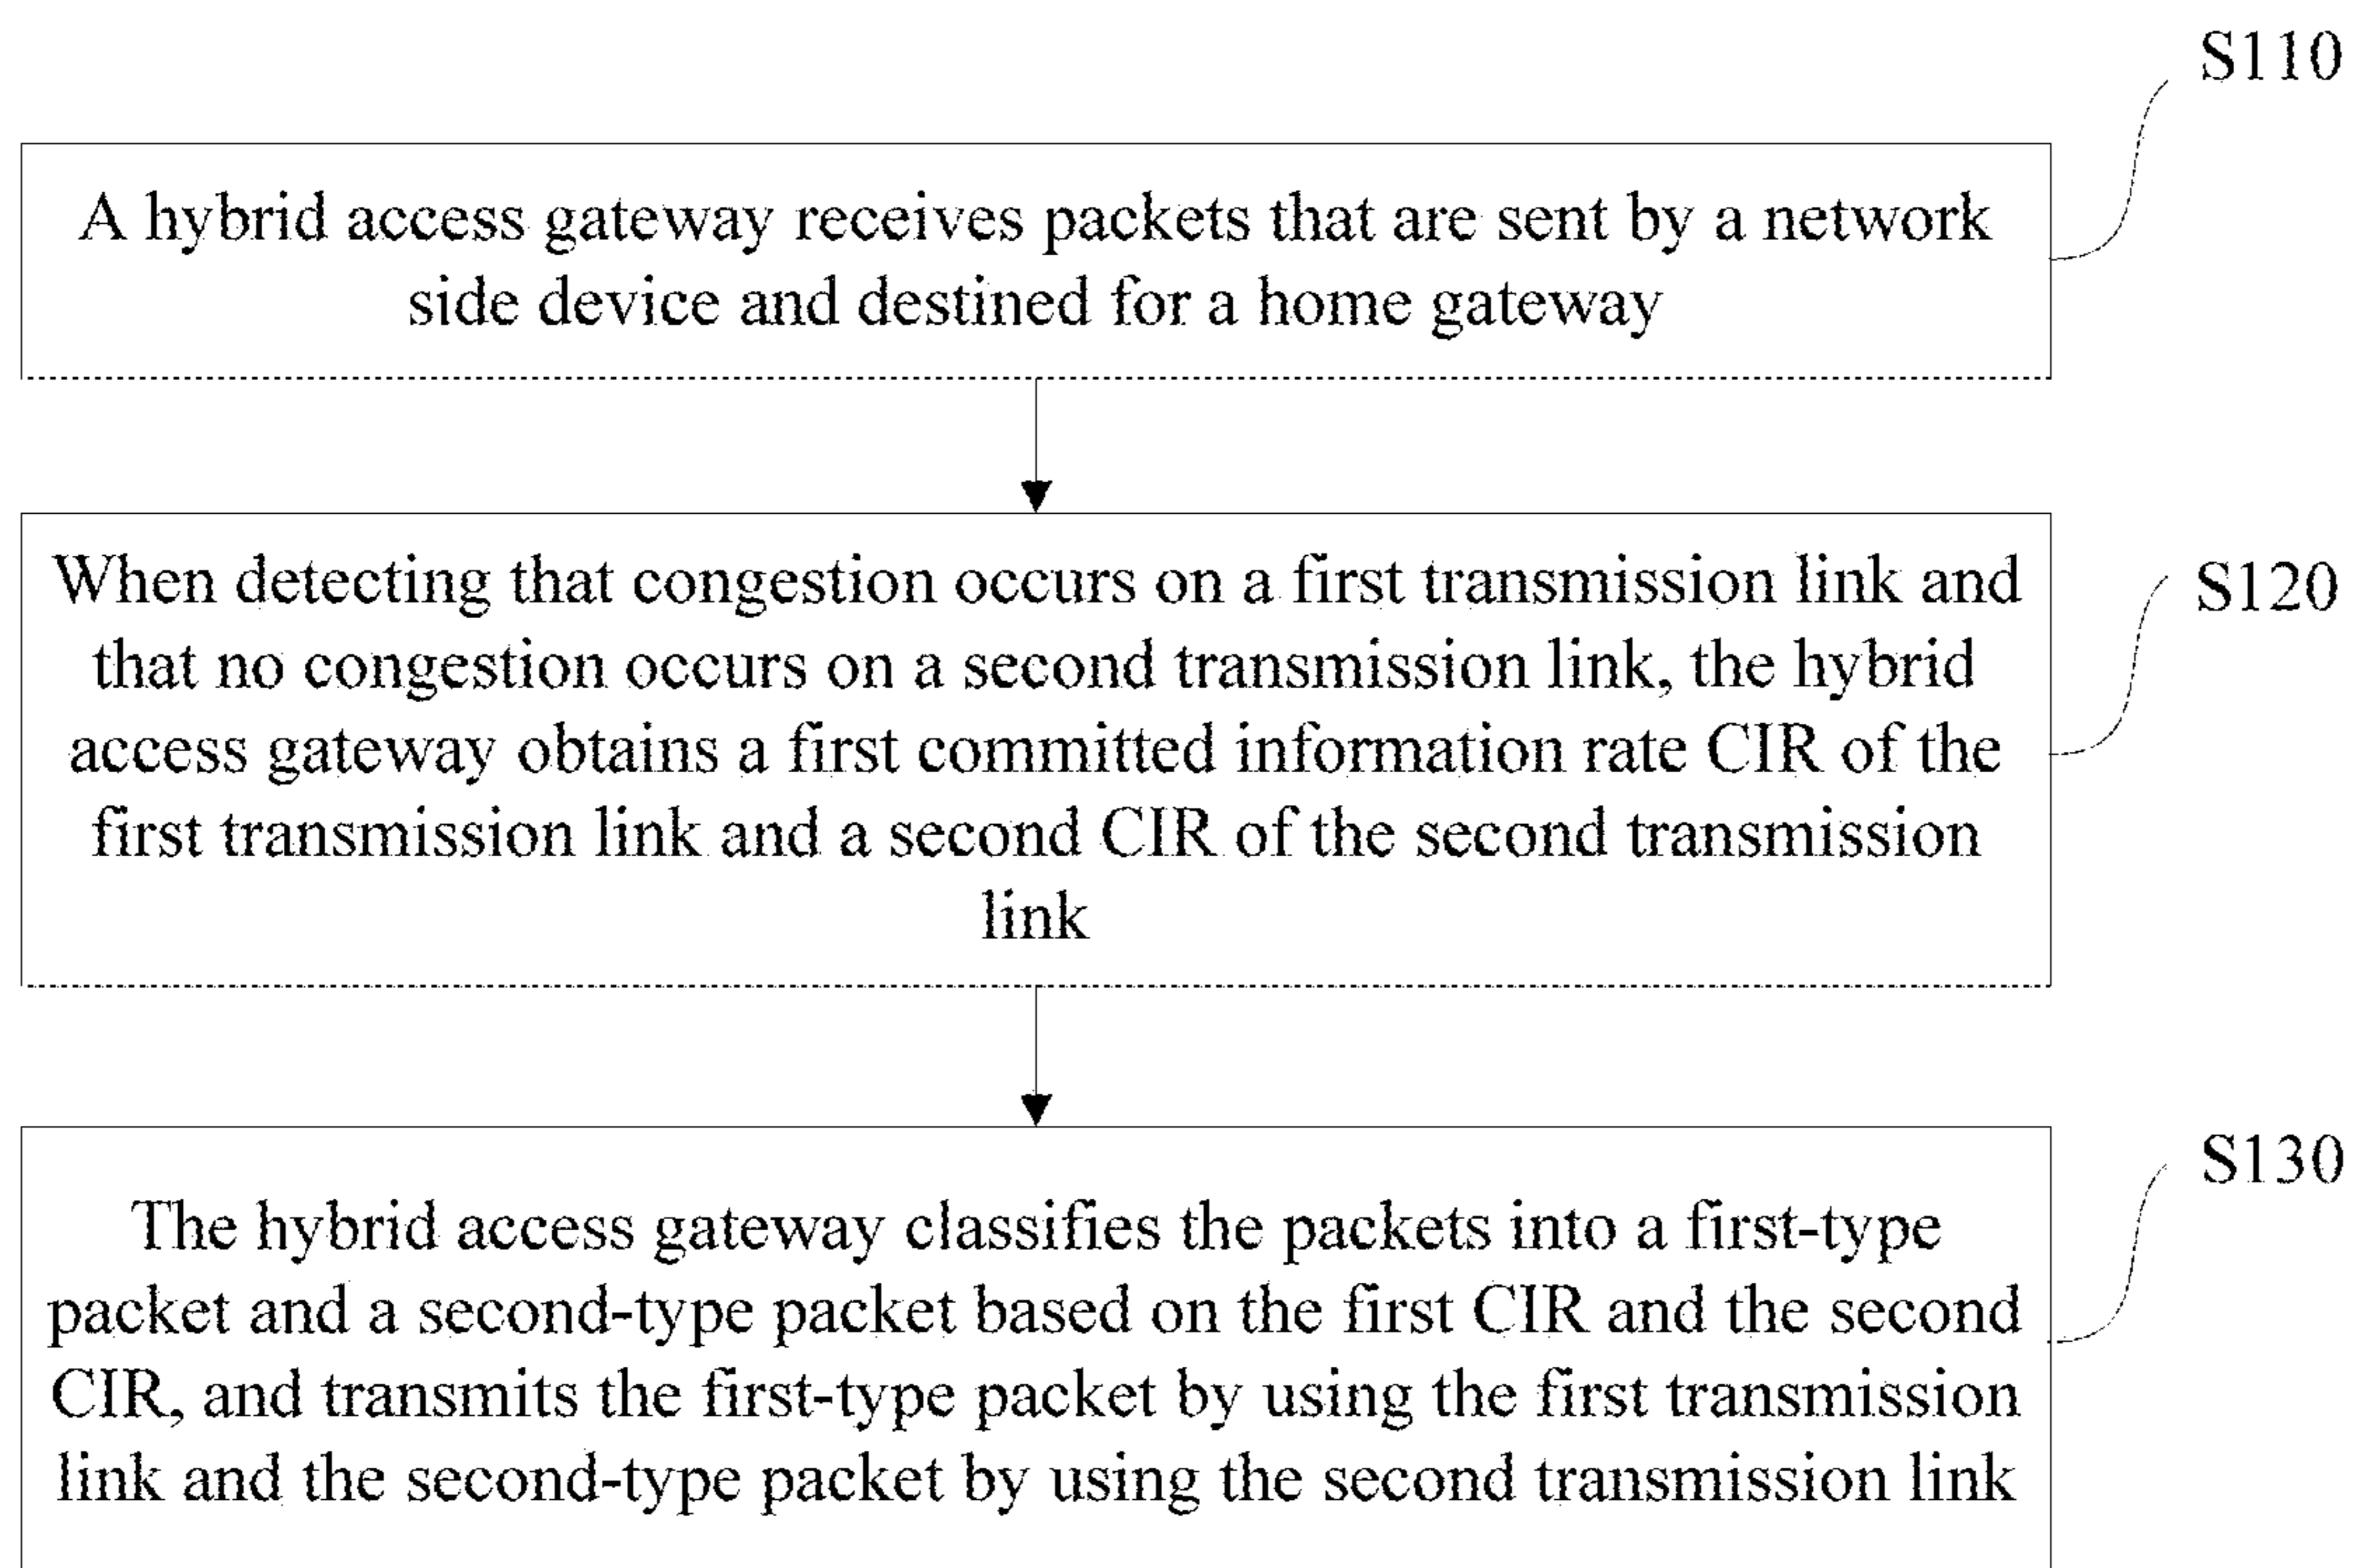 S110
A hybrid access gateway receives packets that are sent by a network
side device and destined for a home gateway
When detecting that congestion occurs on a first transmission link and
S120
that no congestion occurs on a second transmission link, the hybrid
access gateway obtains a first committed information rate CIR of the
first transmission link and a second CIR of the second transmission
link
S130
The hybrid access gateway classifies the packets into a first-type
packet and a second-type packet based on the first CIR and the second
CIR, and transmits the first-type packet by using the first transmission
link and the second-type packet by using the second transmission link